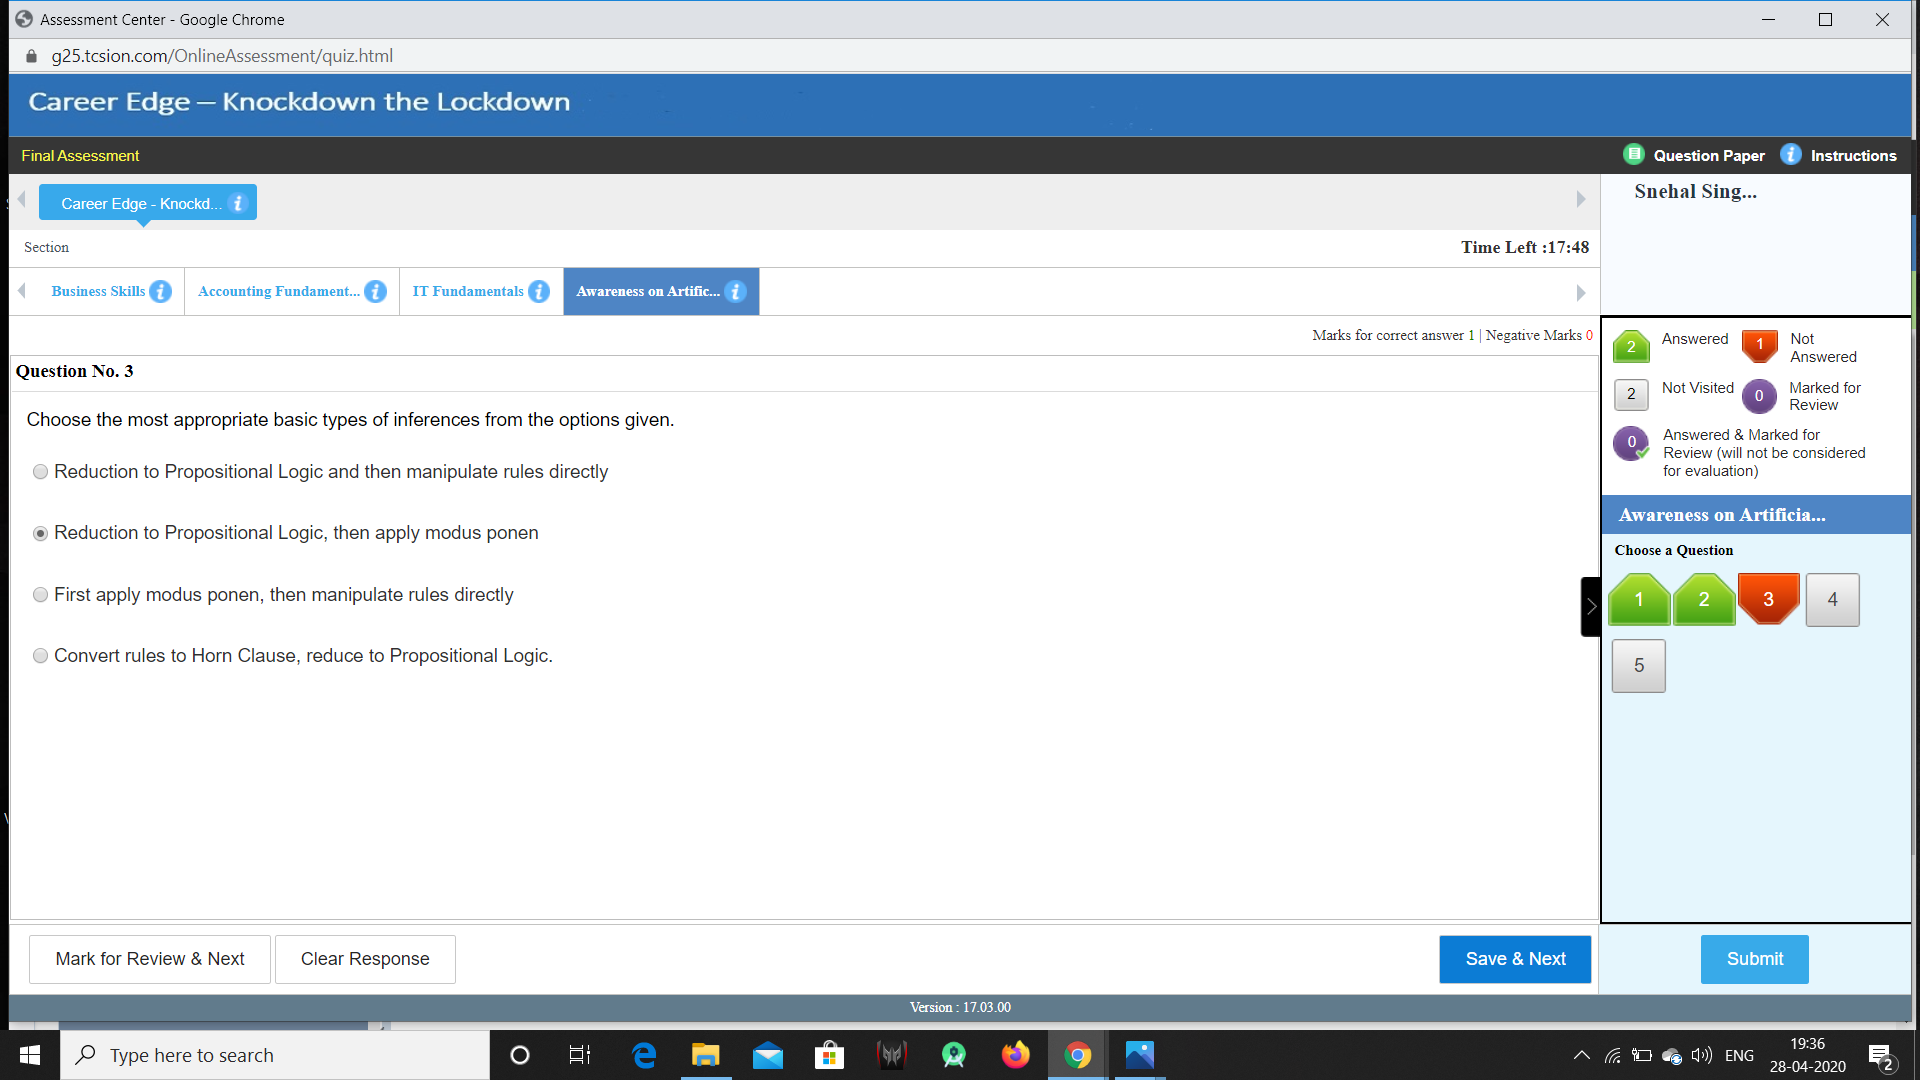 Assessment Center - Google Chrome
g25.tcsion.com/OnlineAssessment/quiz.html
Career Edge – Knockdown the Lockdown
Final Assessment
Question Paper
Instructions
Career Edge - Knockd...
Snehal Sing...
Section
Time Left :17:48
Business Skills
Accounting Fundament...
IT Fundamentals
Awareness on Artific...
Marks for correct answer 1 | Negative Marks 0
Question No. 3
Choose the most appropriate basic types of inferences from the options given.
Reduction to Propositional Logic and then manipulate rules directly
Reduction to Propositional Logic, then apply modus ponen
First apply modus ponen, then manipulate rules directly
Convert rules to Horn Clause, reduce to Propositional Logic.
2
Answered
1
Not
Answered
2
Not Visited
0
Marked for
Review
0
Answered & Marked for
Review (will not be considered
for evaluation)
Awareness on Artificia...
Choose a Question
1
2
3
4
5
Mark for Review & Next
Clear Response
Save & Next
Submit
Version : 17.03.00
Type here to search
ENG
19:36
28-04-2020
2